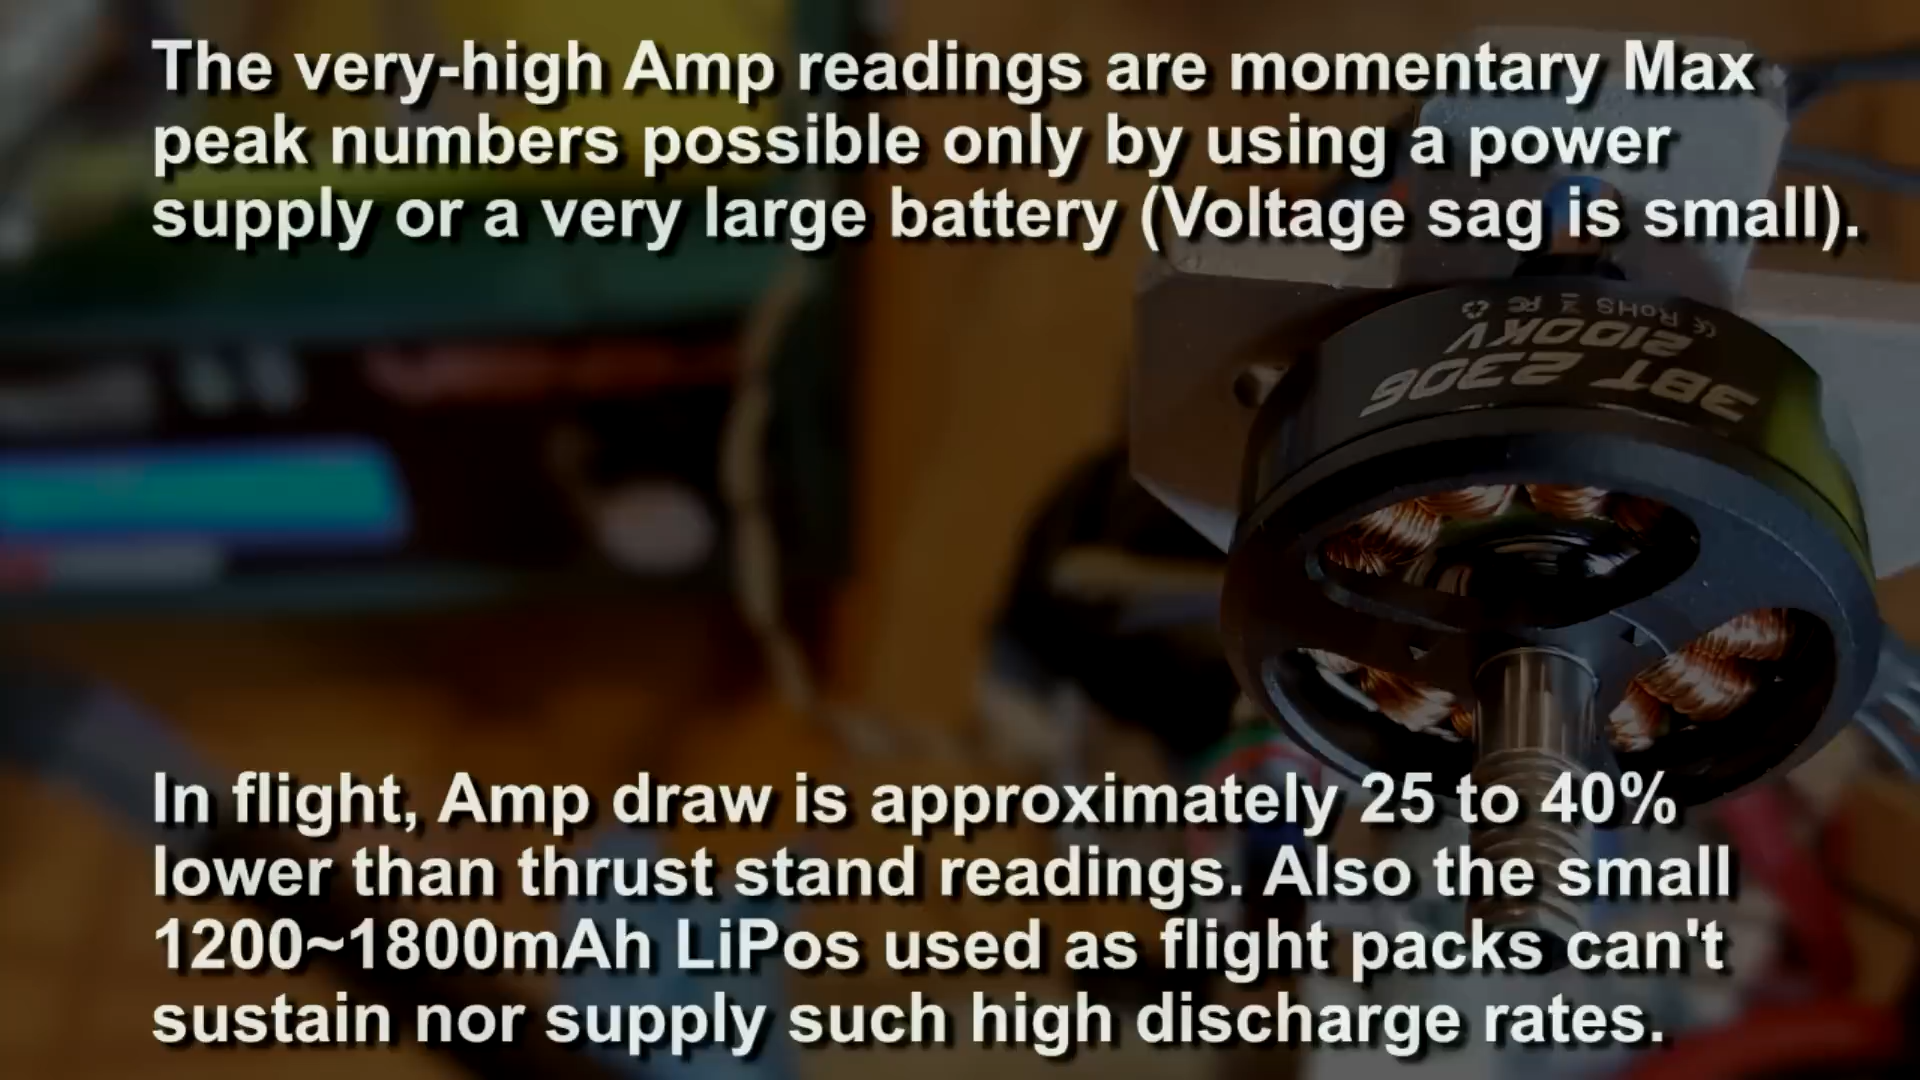 The very-high Amp readings are momentary Max
peak numbers possible only by using a power
supply or a very large battery (Voltage sag is small).
CE RoHS FC
2100KV
3BT 2306
In flight, Amp draw is approximately 25 to 40%
lower than thrust stand readings. Also the small
1200~1800mAh LiPos used as flight packs can't
sustain nor supply such high discharge rates.